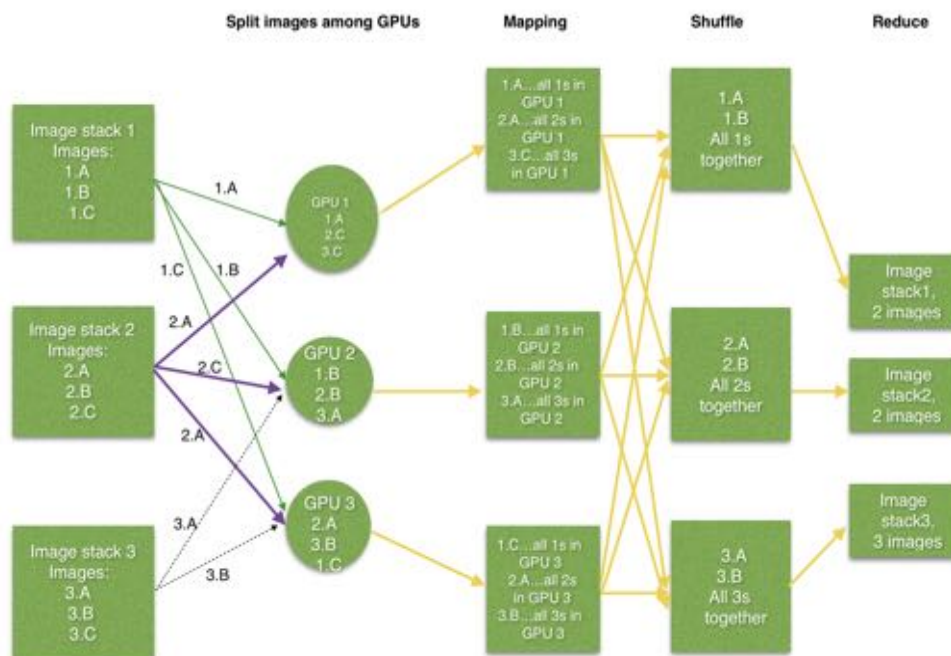 Split images among GPUs
Mapping
Shuffle
Reduce
Image stack 1
Images:
1.A
1.B
1.C
Image stack 2
Images:
2.A
2.B
2.C
Image stack 3
Images:
3.A
3.B
3.C
1.A
1.B
1.C
2.A
2.C
2.A
3.A
3.B
GPU 1
1.A
2.C
3.C
GPU 2
1.B
2.B
3.A
GPU 3
2.A
3.B
1.C
1.A...all 1s in
GPU 1
2.A...all 2s in
GPU 1
3.C...all 3s
in GPU 1
1.B...all 1s in
GPU 2
2.B...all 2s in
GPU 2
3.A...all 3s in
GPU 2
1.C...all 1s in
GPU 3
2.A...all 2s
in GPU 3
3.B...all 3s in
GPU 3
1.A
1.B
All 1s
together
2.A
2.B
All 2s
together
3.A
3.B
All 3s
together
Image
stack1,
2 images
Image
stack2,
2 images
Image
stack3,
3 images